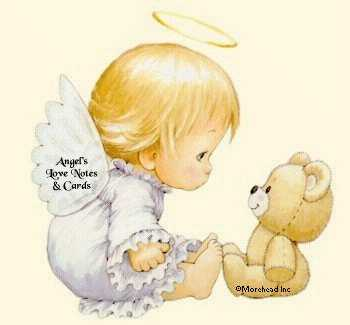 Angel's
Love Notes
& Cards
©Morehead Inc